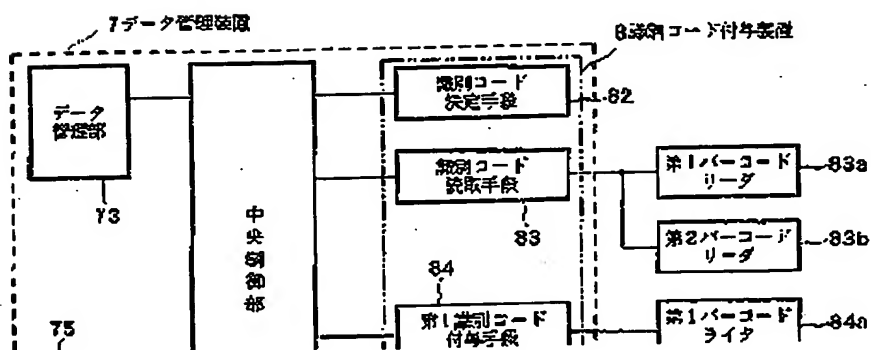 7データ管理装置
8識別コード付与装置
識別コード
決定手段
82
データ
管理部
73
識別コード
読取手段
83
第1バーコード
リーダ
83a
第2バーコード
リーダ
83b
中
央
制
御
部
84
第1識別コード
付与手段
第1バーコード
ライタ
84a
75